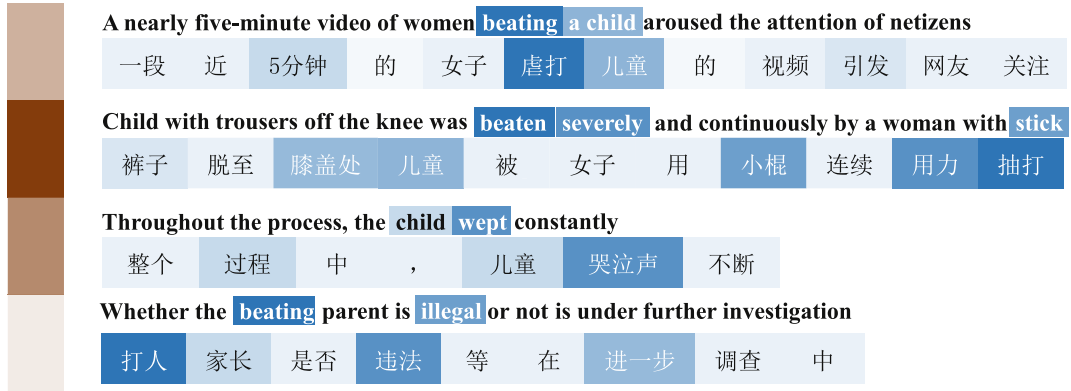 A nearly five-minute video of women beating a child aroused the attention of netizens
一段 近 5分钟 的 女子 虐打 儿童 的 视频 引发 网友 关注
Child with trousers off the knee was beaten severely and continuously by a woman with stick
裤子 脱至 膝盖处 儿童 被 女子 用 小棍 连续 用力 抽打
Throughout the process, the child wept constantly
整个 过程 中 , 儿童 哭泣声 不断
Whether the beating parent is illegal or not is under further investigation
打人 家长 是否 违法 等 在 进一步 调查 中